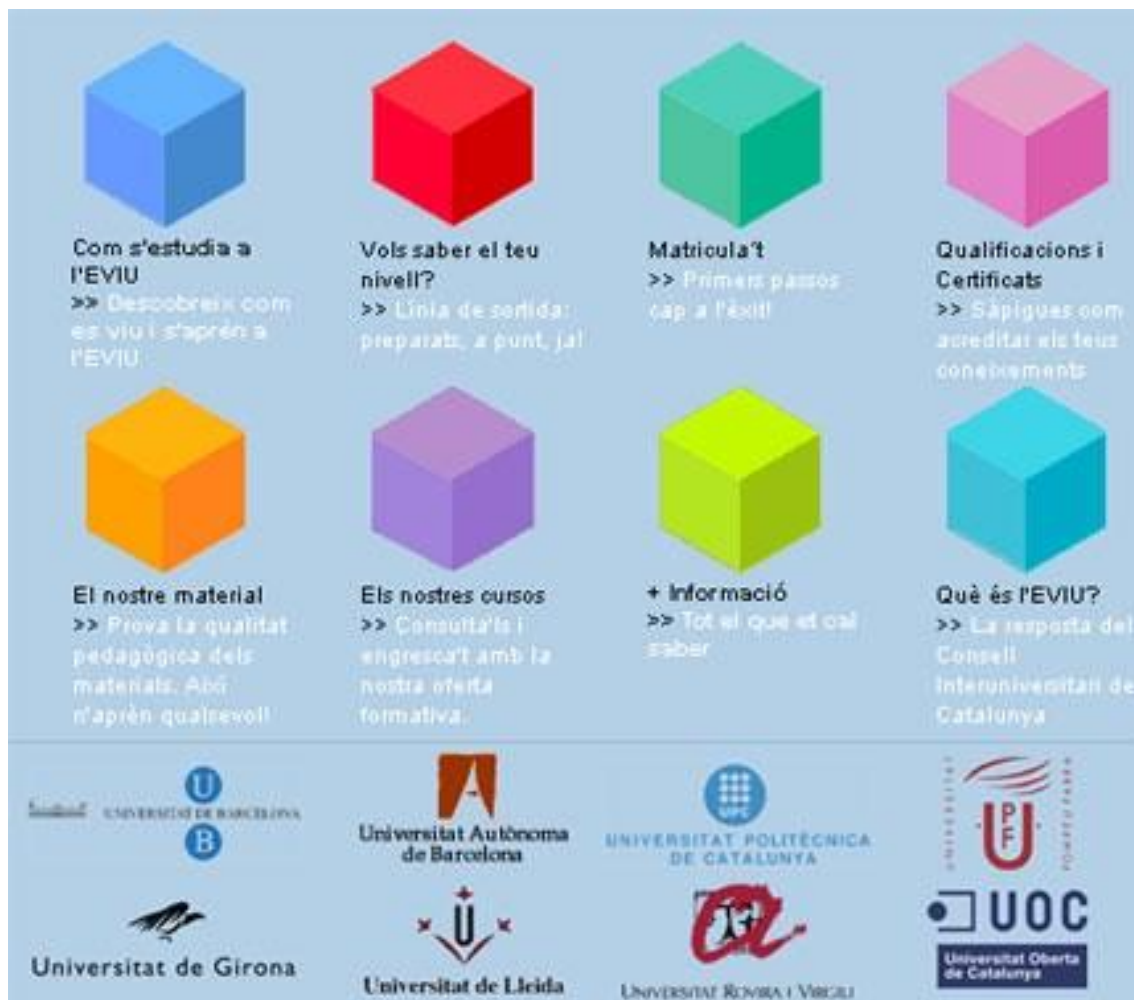 Com s'estudia a
l'EVIU
>> Descobreix com
es viu i s'aprèn a
l'EVIU
Vols saber el teu
nivell?
>> Línia de sortida:
preparats, a punt, ja!
Matricula't
>> Primers passos
cap a l'èxit!
Qualificacions i
Certificats
>> Sàpigues com
acreditar els teus
coneixements
El nostre material
>> Prova la qualitat
pedagògica dels
materials. Així
n'aprèn qualsevol!
Els nostres cursos
>> Consulta'ls i
engresca't amb la
nostra oferta
formativa.
+ Informació
>> Tot el que et cal
saber
Què és l'EVIU?
>> La resposta del
Consell
Interuniversitari de
Catalunya
U
UNIVERSITAT DE BARCELONA
B
Universitat Autònoma
de Barcelona
UPC
UNIVERSITAT POLITÈCNICA
DE CATALUNYA
UNIVERSITAT
UPF
POMPEU FABRA
Universitat de Girona
U
Universitat de Lleida
UNIVERSITAT ROVIRA I VIRGILI
UOC
Universitat Oberta
de Catalunya